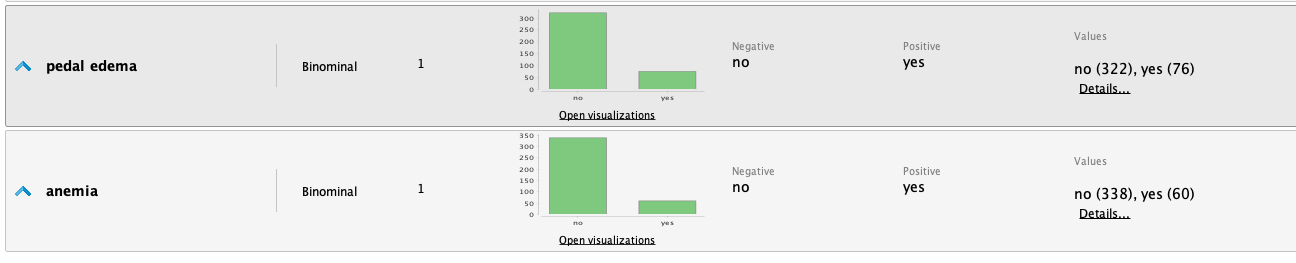 pedal edema
Binominal
1
300
250
200
150
100
50
0
no
yes
Open visualizations
Negative
no
Positive
yes
Values
no (322), yes (76)
Details...
anemia
Binominal
1
350
300
250
200
150
100
50
0
no
yes
Open visualizations
Negative
no
Positive
yes
Values
no (338), yes (60)
Details...